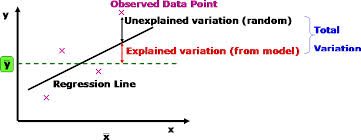 Observed Data Point
y
Unexplained variation (random)
Total
Explained variation (from model)
Variation
y
Regression Line
x
x